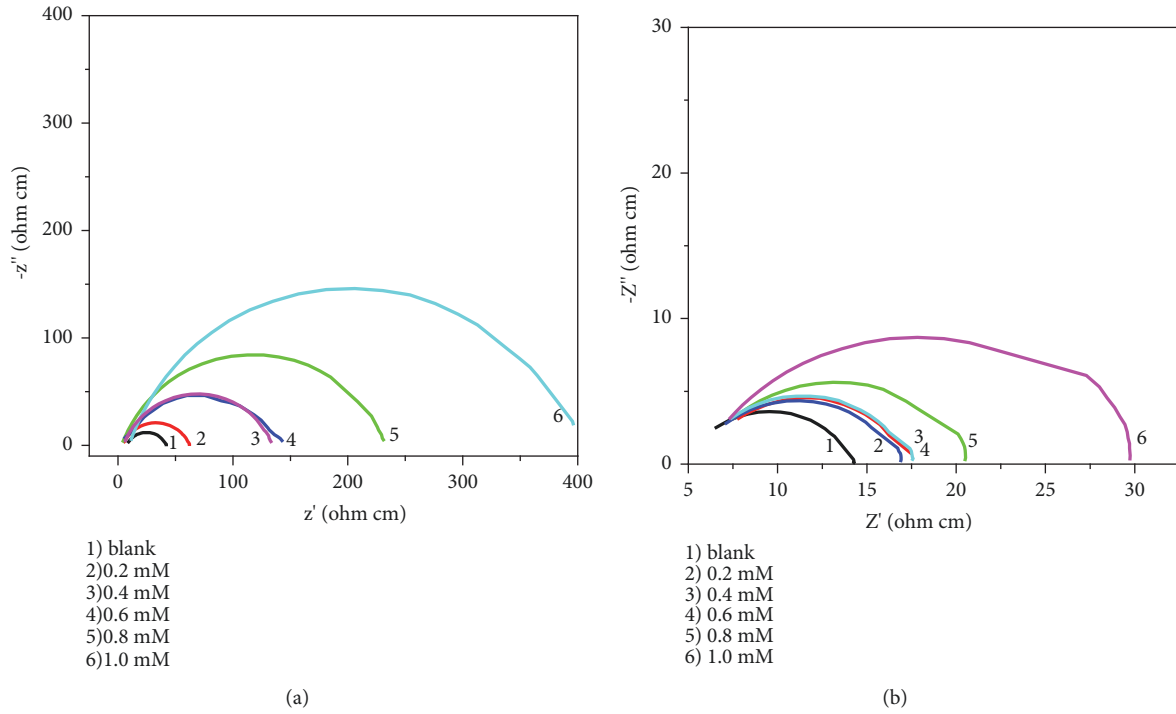 400
300
200
100
0
-z'' (ohm cm)
1
2
3
4
5
6
0
100
200
300
400
z' (ohm cm)
1) blank
2)0.2 mM
3)0.4 mM
4)0.6 mM
5)0.8 mM
6)1.0 mM
(a)
30
20
10
0
-Z'' (ohm cm)
1
2
3
4
5
6
5
10
15
20
25
30
Z' (ohm cm)
1) blank
2) 0.2 mM
3) 0.4 mM
4) 0.6 mM
5) 0.8 mM
6) 1.0 mM
(b)